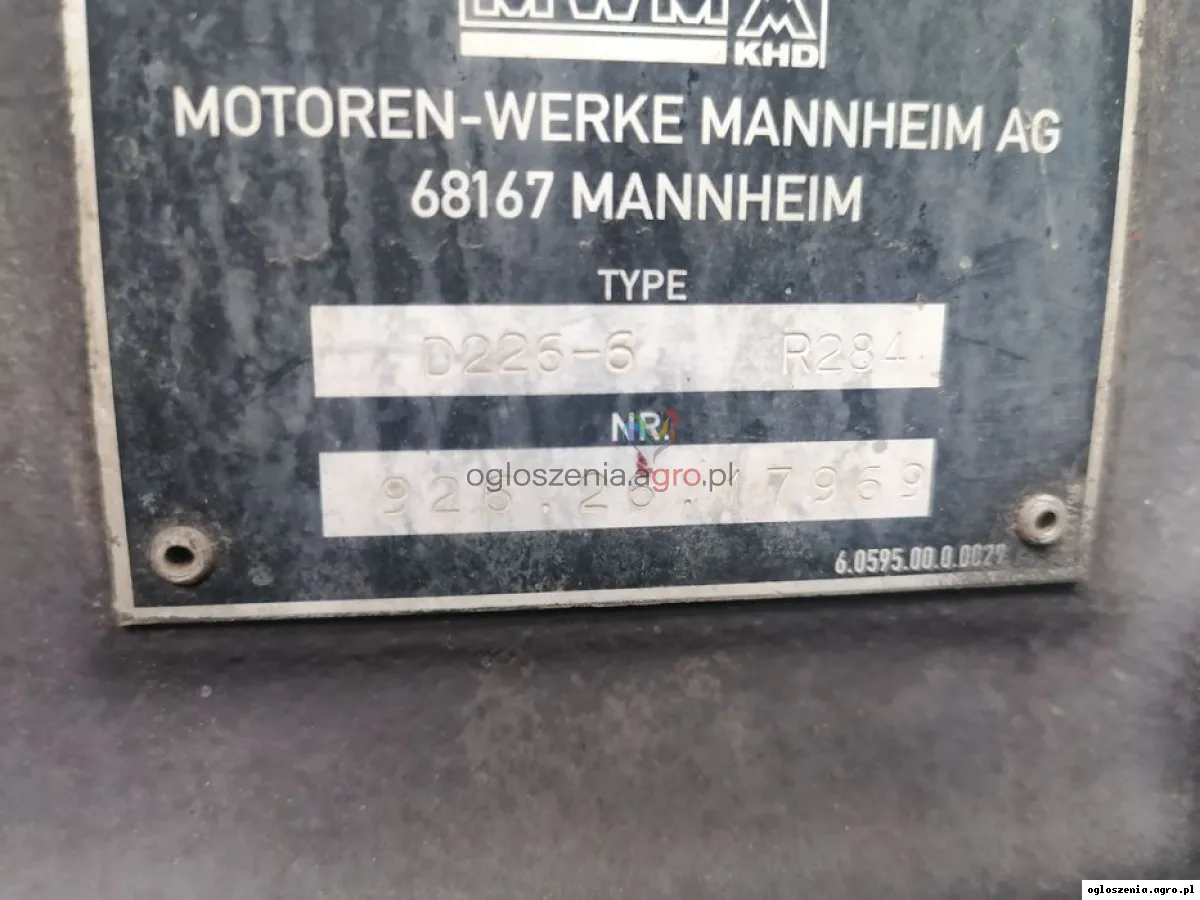 MWM
KHD
MOTOREN-WERKE MANNHEIM AG
68167 MANNHEIM
TYPE
D226-6 R284
NR.
ogloszenia.agro.pl
6.0595.00.0.0029
ogloszenia.agro.pl